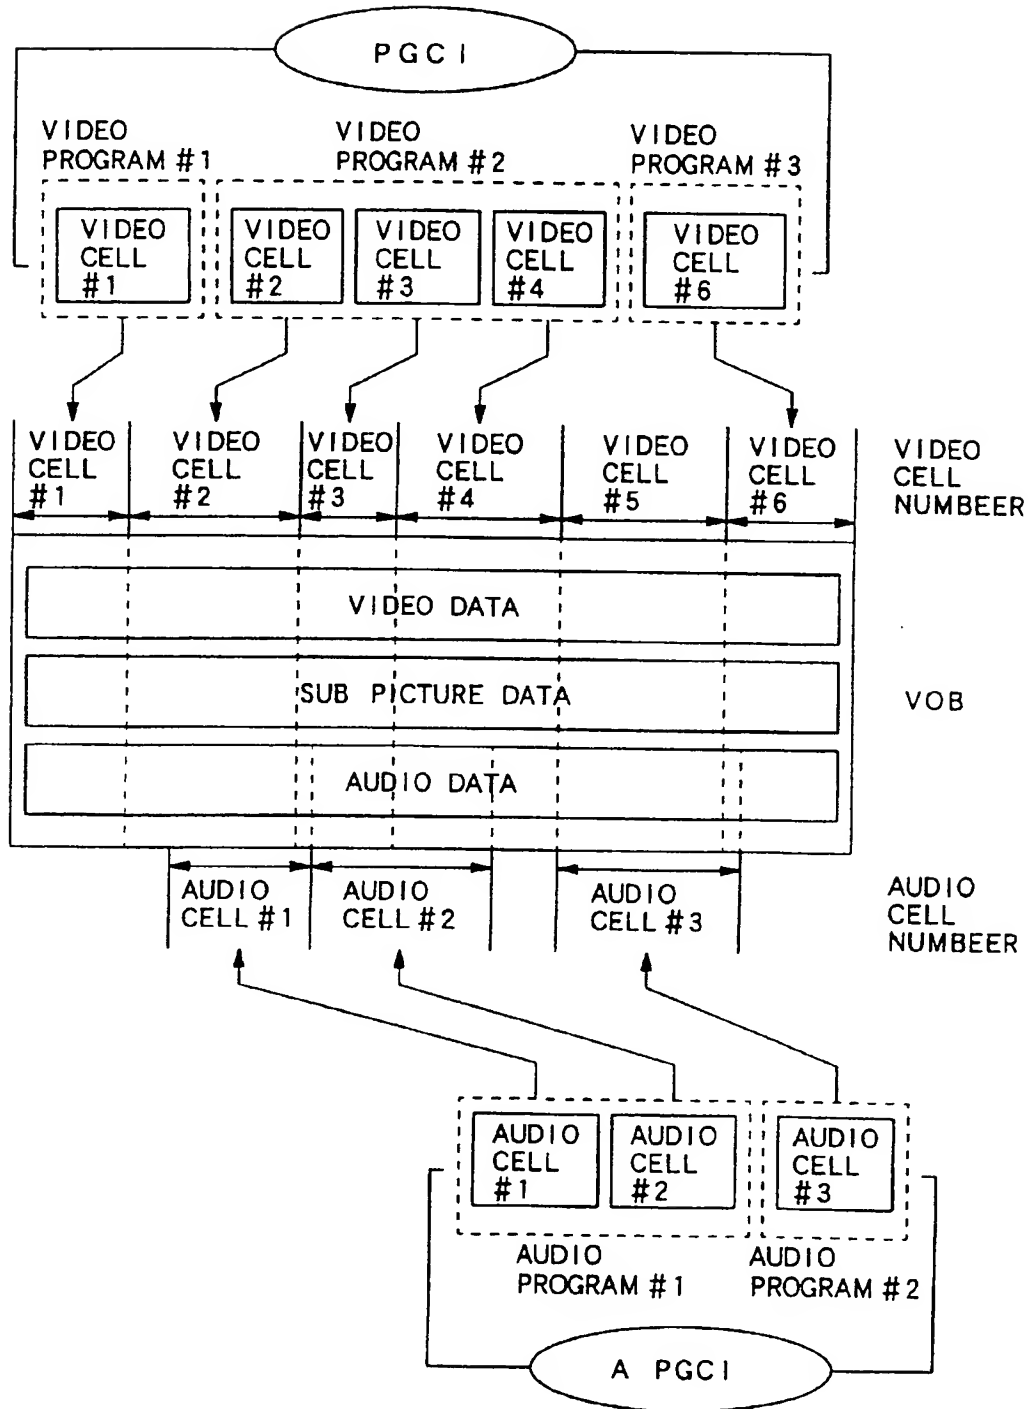 PGCI
VIDEO
PROGRAM #1
VIDEO
PROGRAM #2
VIDEO
PROGRAM #3
VIDEO
CELL
#1
VIDEO
CELL
#2
VIDEO
CELL
#3
VIDEO
CELL
#4
VIDEO
CELL
#6
VIDEO
CELL
#1
VIDEO
CELL
#2
VIDEO
CELL
#3
VIDEO
CELL
#4
VIDEO
CELL
#5
VIDEO
CELL
#6
VIDEO
CELL
NUMBEER
VIDEO DATA
SUB PICTURE DATA
VOB
AUDIO DATA
AUDIO
CELL #1
AUDIO
CELL #2
AUDIO
CELL #3
AUDIO
CELL
NUMBEER
AUDIO
CELL
#1
AUDIO
CELL
#2
AUDIO
CELL
#3
AUDIO
PROGRAM #1
AUDIO
PROGRAM #2
A PGCI